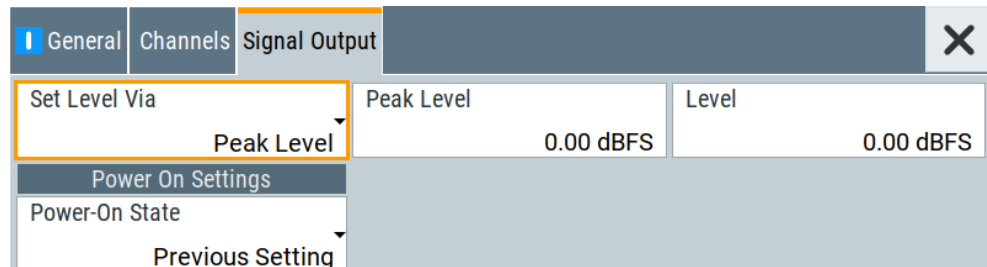 General Channels Signal Output
Set Level Via Peak Level Level
Peak Level 0.00 dBFS 0.00 dBFS
Power On Settings
Power-On State
Previous Setting